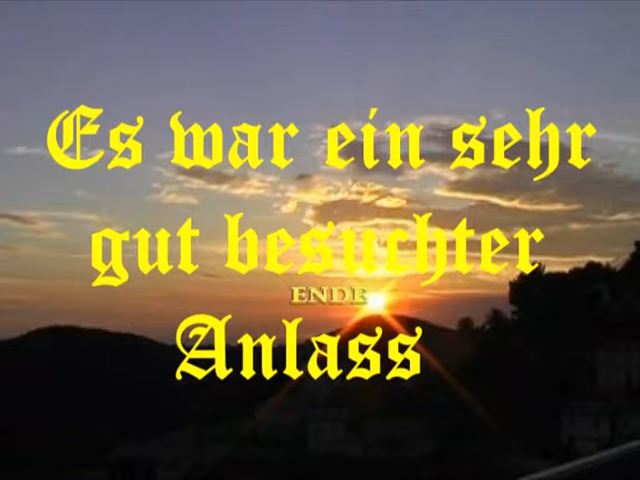 Es war ein sehr
gut besuchter
ENDE
Anlass